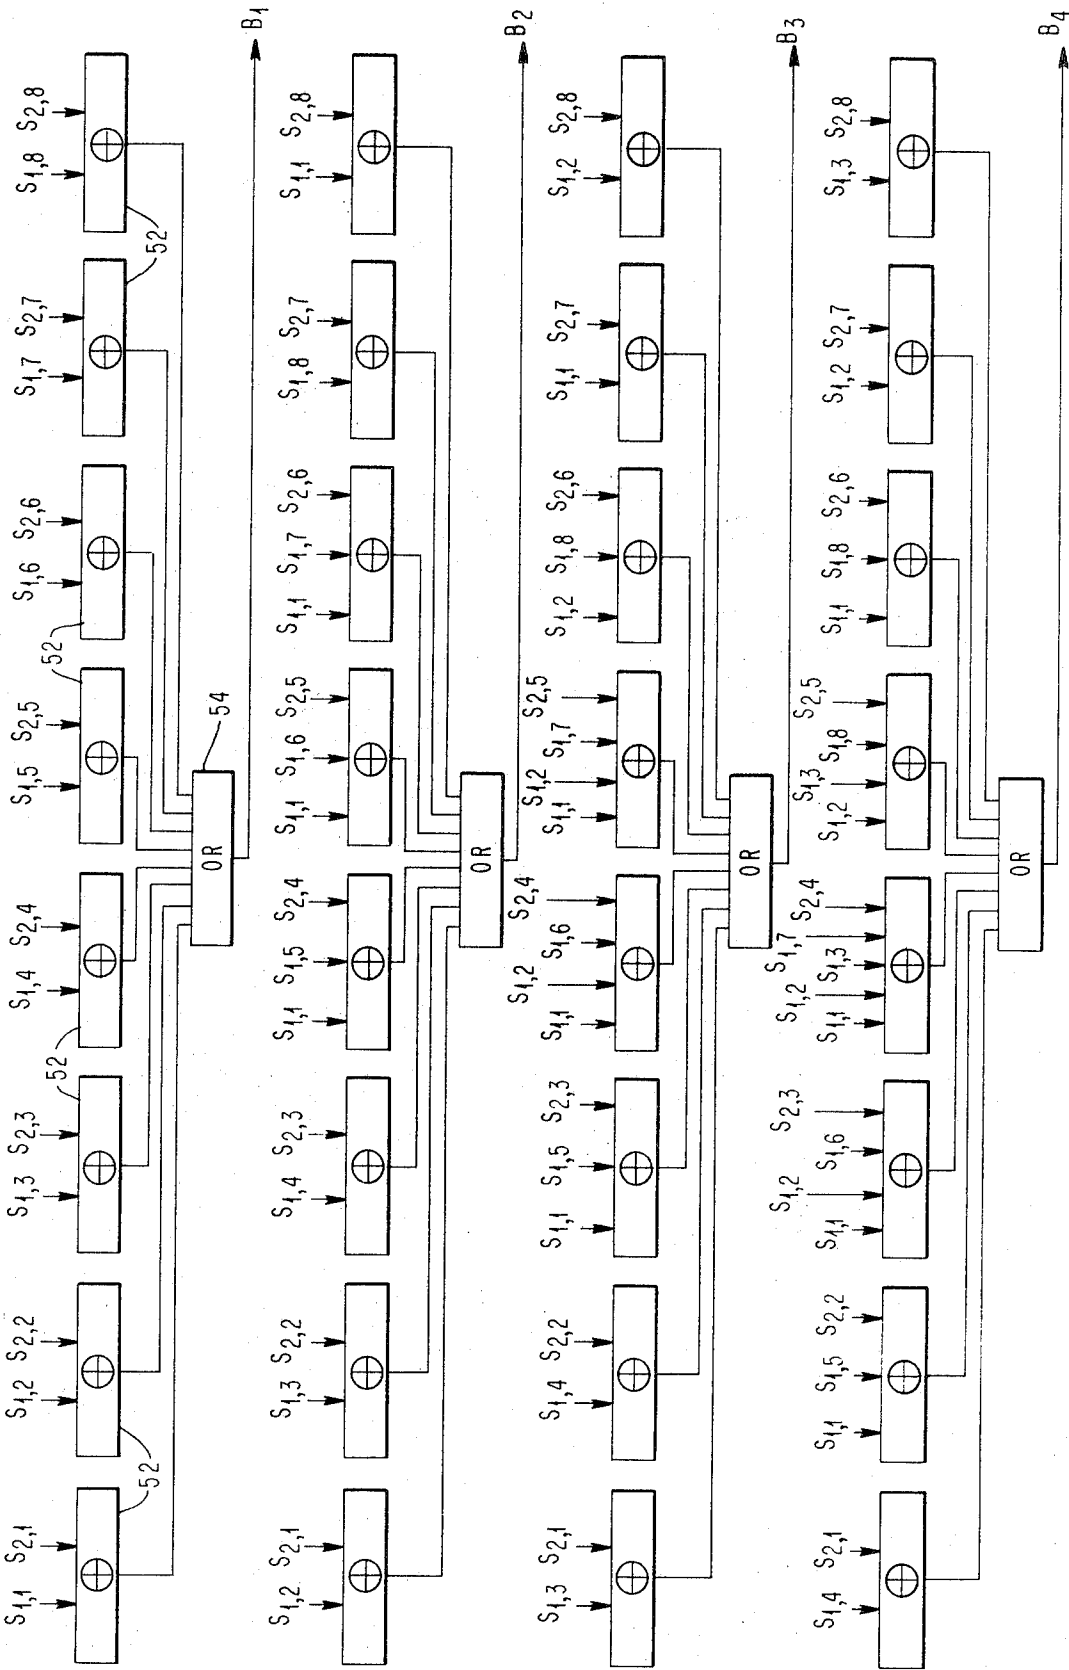 S1,1 S2,1 S1,2 S2,2 S1,3 S2,3 S1,4 S2,4 S1,5 S2,5 S1,6 S2,6 S1,7 S2,7 S1,8 S2,8
52 52 52 52
54
OR
B1
S1,2 S2,1 S1,3 S2,2 S1,4 S2,3 S1,1 S1,5 S2,4 S1,1 S1,6 S2,5 S1,1 S1,7 S2,6 S1,8 S2,7 S1,1 S2,8
OR
B2
S1,3 S2,1 S1,4 S2,2 S1,1 S1,5 S2,3 S1,1 S1,2 S1,6 S2,4 S1,1 S1,2 S1,7 S2,5 S1,2 S1,8 S2,6 S1,1 S2,7 S1,2 S2,8
OR
B3
S1,4 S2,1 S1,1 S1,5 S2,2 S1,1 S1,2 S1,6 S2,3 S1,1 S1,2 S1,3 S1,7 S2,4 S1,2 S1,3 S1,8 S2,5 S1,1 S1,8 S2,6 S1,2 S2,7 S1,3 S2,8
OR
B4